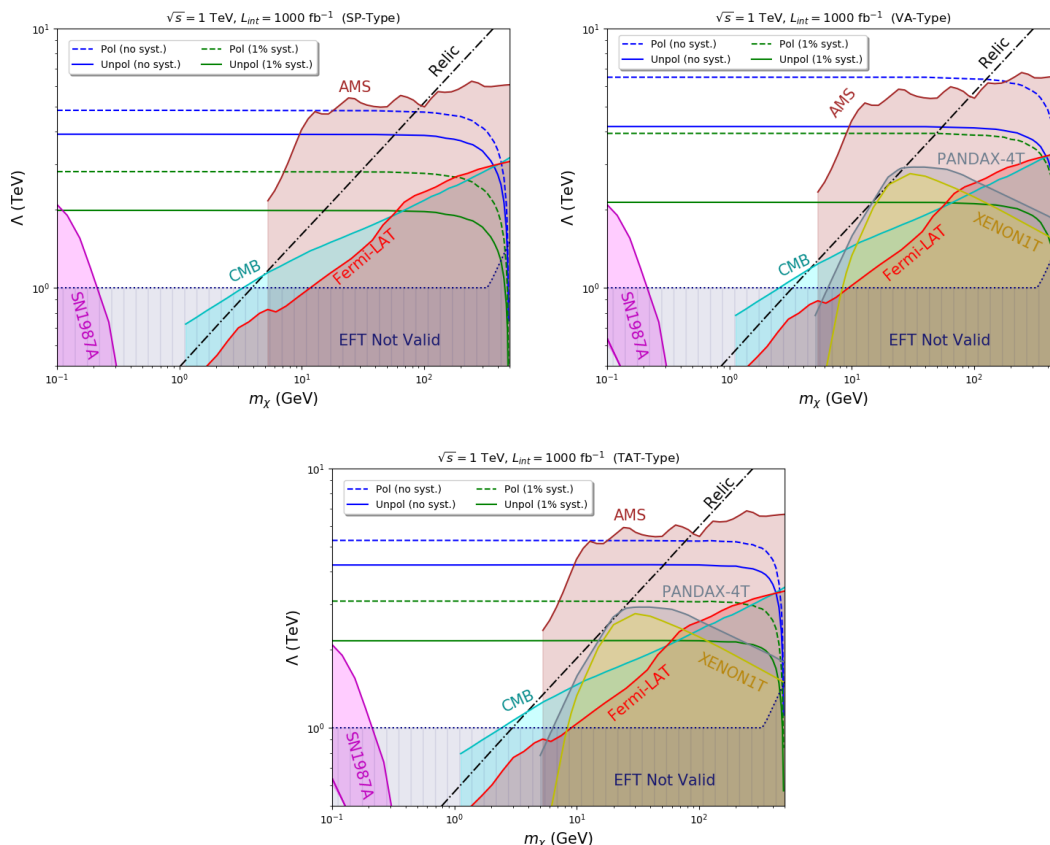 √s = 1 TeV, L_int = 1000 fb⁻¹ (SP-Type)
Pol (no syst.)
Unpol (no syst.)
Pol (1% syst.)
Unpol (1% syst.)
Relic
AMS
CMB
Fermi-LAT
SN1987A
EFT Not Valid
Λ (TeV)
10¹
10⁰
10⁻¹
10⁰
10¹
10²
m_χ (GeV)
√s = 1 TeV, L_int = 1000 fb⁻¹ (VA-Type)
Pol (no syst.)
Unpol (no syst.)
Pol (1% syst.)
Unpol (1% syst.)
Relic
AMS
PANDAX-4T
XENON1T
CMB
Fermi-LAT
SN1987A
EFT Not Valid
Λ (TeV)
10¹
10⁰
10⁻¹
10⁰
10¹
10²
m_χ (GeV)
√s = 1 TeV, L_int = 1000 fb⁻¹ (TAT-Type)
Pol (no syst.)
Unpol (no syst.)
Pol (1% syst.)
Unpol (1% syst.)
Relic
AMS
PANDAX-4T
XENON1T
CMB
Fermi-LAT
SN1987A
EFT Not Valid
Λ (TeV)
10¹
10⁰
10⁻¹
10⁰
10¹
10²
m_χ (GeV)